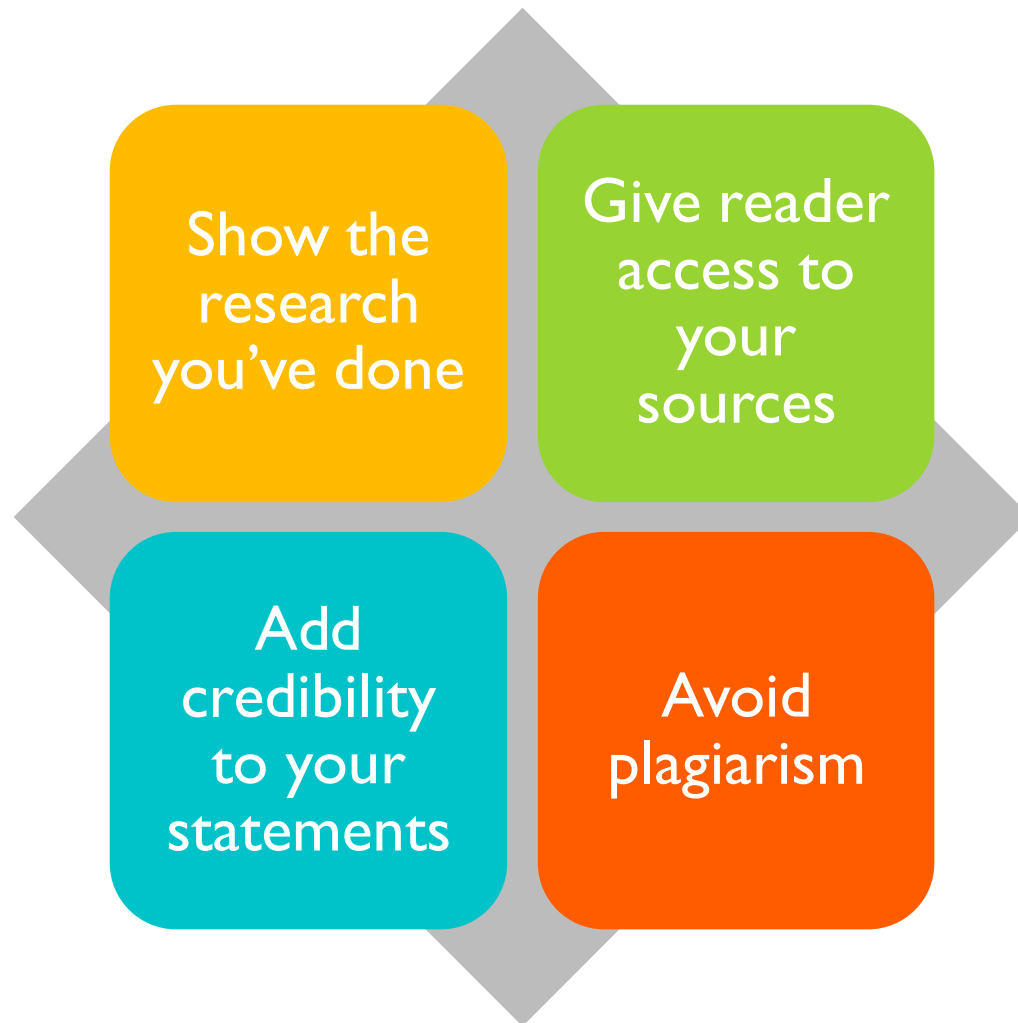 Show the
research
you’ve done
Give reader
access to
your
sources
Add
credibility
to your
statements
Avoid
plagiarism